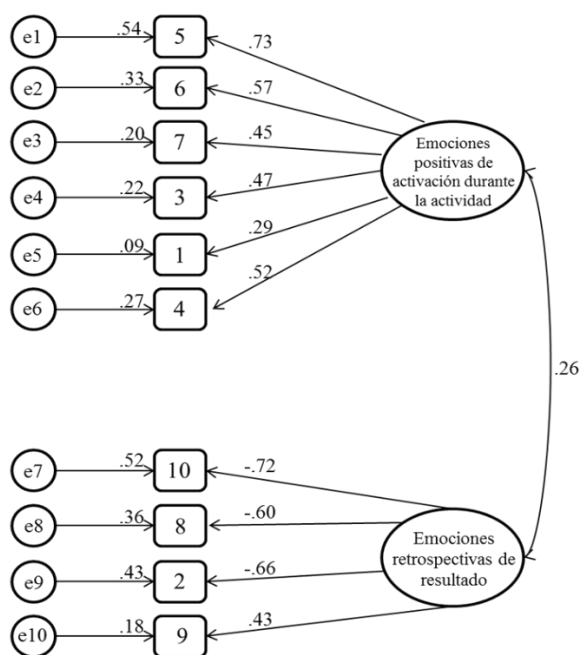 e1 .54 5 .73
e2 .33 6 .57
e3 .20 7 .45
e4 .22 3 .47
e5 .09 1 .29
e6 .27 4 .52
Emociones
positivas de
activación durante
la actividad
.26
e7 .52 10 -.72
e8 .36 8 -.60
e9 .43 2 -.66
e10 .18 9 .43
Emociones
retrospectivas de
resultado